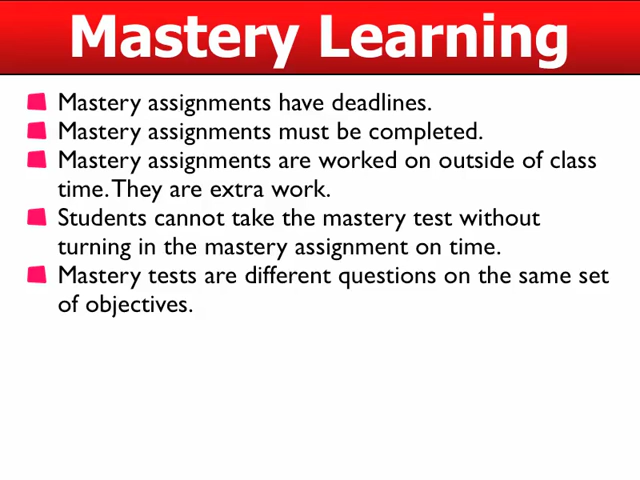 Mastery Learning
Mastery assignments have deadlines.
Mastery assignments must be completed.
Mastery assignments are worked on outside of class
time. They are extra work.
Students cannot take the mastery test without
turning in the mastery assignment on time.
Mastery tests are different questions on the same set
of objectives.